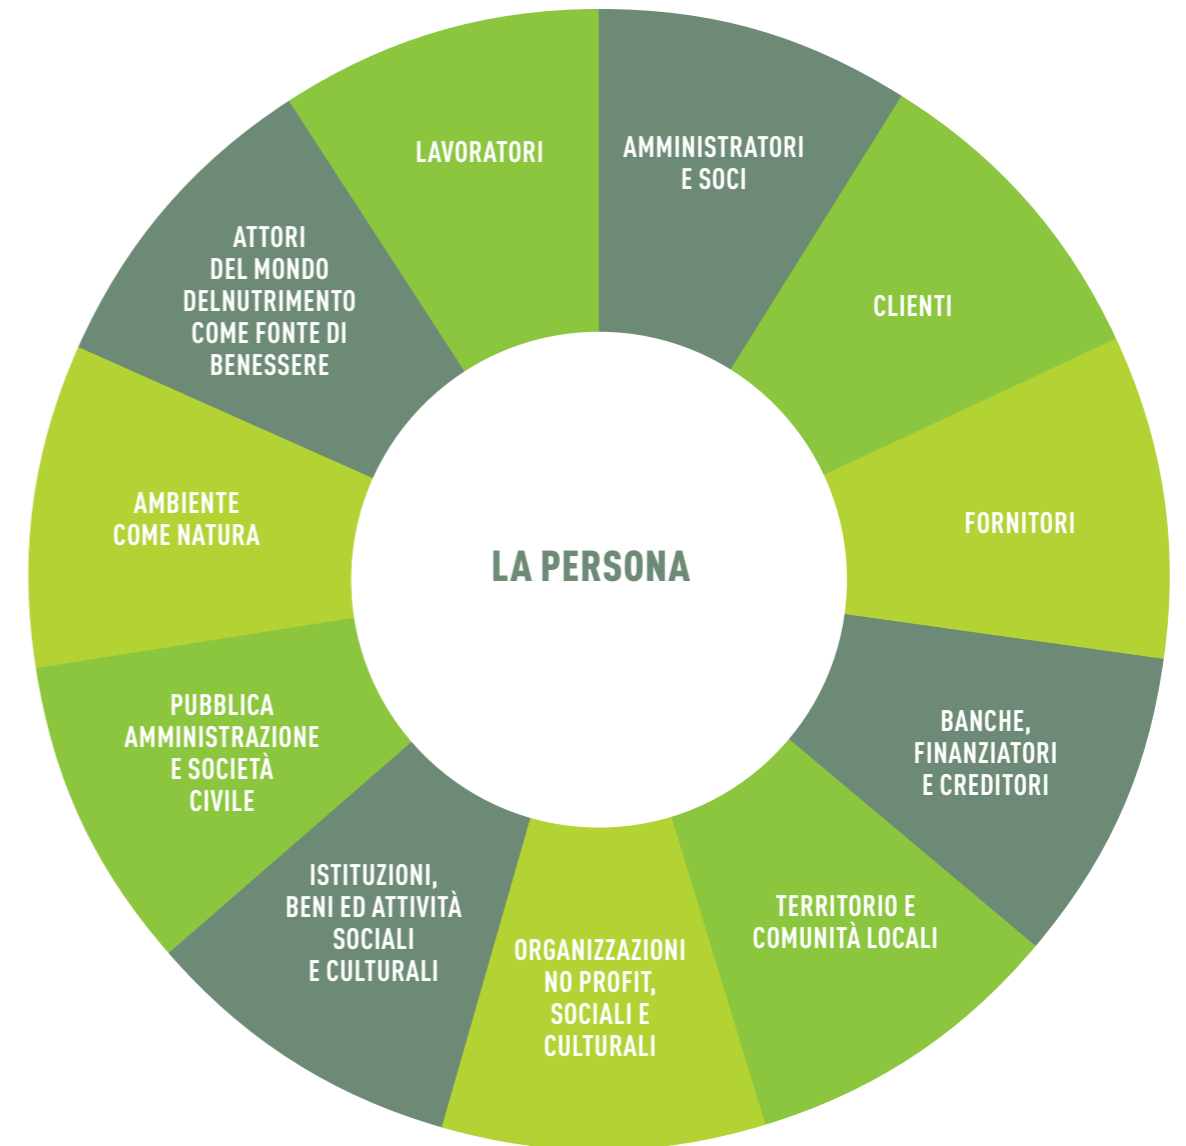 LAVORATORI
AMMINISTRATORI
E SOCI
CLIENTI
FORNITORI
BANCHE,
FINANZIATORI
E CREDITORI
TERRITORIO E
COMUNITÀ LOCALI
ORGANIZZAZIONI
NO PROFIT,
SOCIALI E
CULTURALI
ISTITUZIONI,
BENI ED ATTIVITÀ
SOCIALI
E CULTURALI
PUBBLICA
AMMINISTRAZIONE
E SOCIETÀ
CIVILE
AMBIENTE
COME NATURA
ATTORI
DEL MONDO
DELNUTRIMENTO
COME FONTE DI
BENESSERE
LA PERSONA